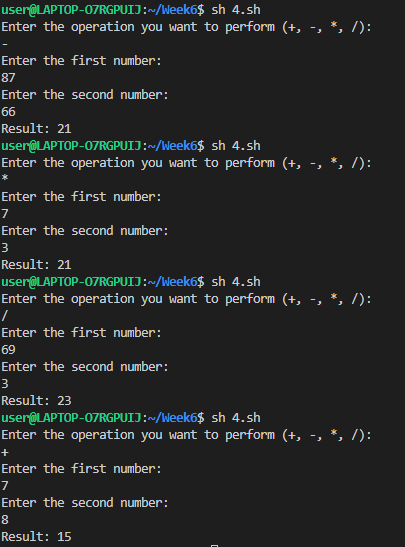 user@LAPTOP-O7RGPUIJ:~/Week6$ sh 4.sh
Enter the operation you want to perform (+, -, *, /):
-
Enter the first number:
87
Enter the second number:
66
Result: 21
user@LAPTOP-O7RGPUIJ:~/Week6$ sh 4.sh
Enter the operation you want to perform (+, -, *, /):
*
Enter the first number:
7
Enter the second number:
3
Result: 21
user@LAPTOP-O7RGPUIJ:~/Week6$ sh 4.sh
Enter the operation you want to perform (+, -, *, /):
/
Enter the first number:
69
Enter the second number:
3
Result: 23
user@LAPTOP-O7RGPUIJ:~/Week6$ sh 4.sh
Enter the operation you want to perform (+, -, *, /):
+
Enter the first number:
7
Enter the second number:
8
Result: 15